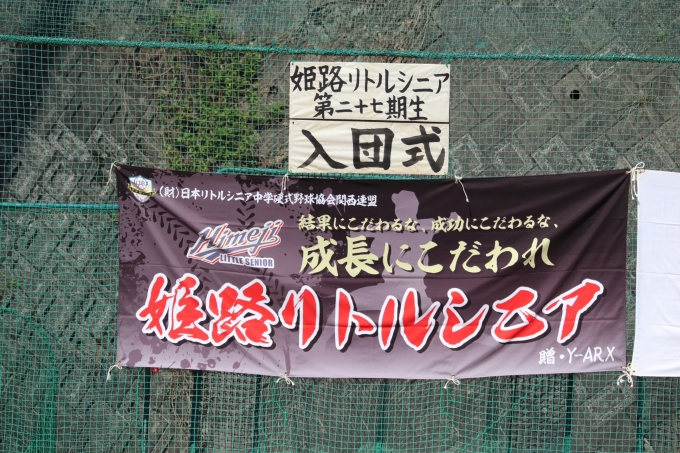 姫路リトルシニア
第二十七期生
入団式
(財)日本リトルシニア中学硬式野球協会関西連盟
Himeji
LITTLE SENIOR
結果にこだわるな、成功にこだわるな、
成長にこだわれ
姫路リトルシニア
贈・Y-ARX